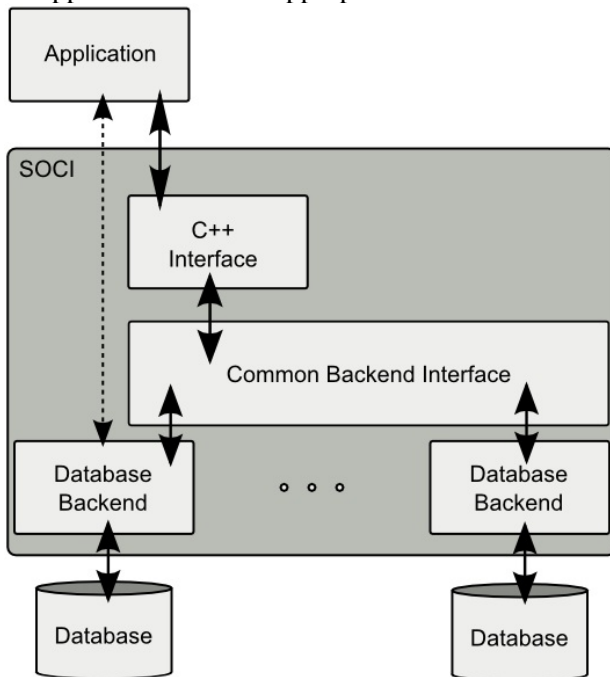 Application
SOCI
C++
Interface
Common Backend Interface
Database
Backend
Database
Backend
Database
Database